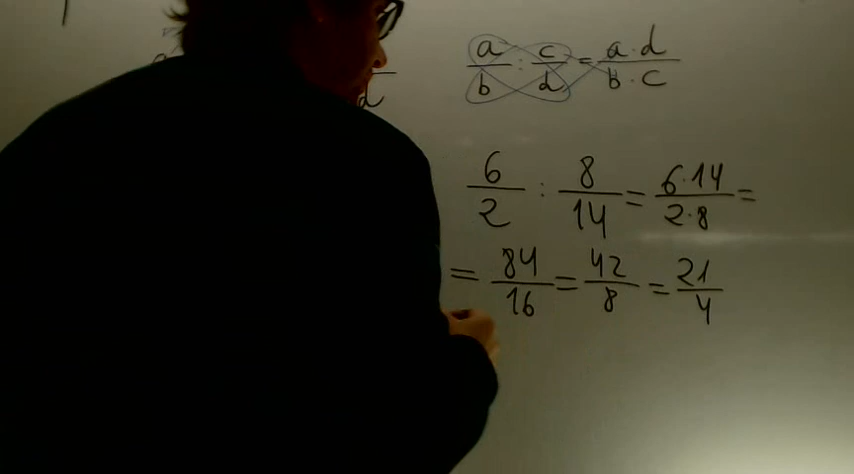 a/b : c/d = a·d/b·c
6/2 : 8/14 = 6·14/2·8 =
= 84/16 = 42/8 = 21/4
d